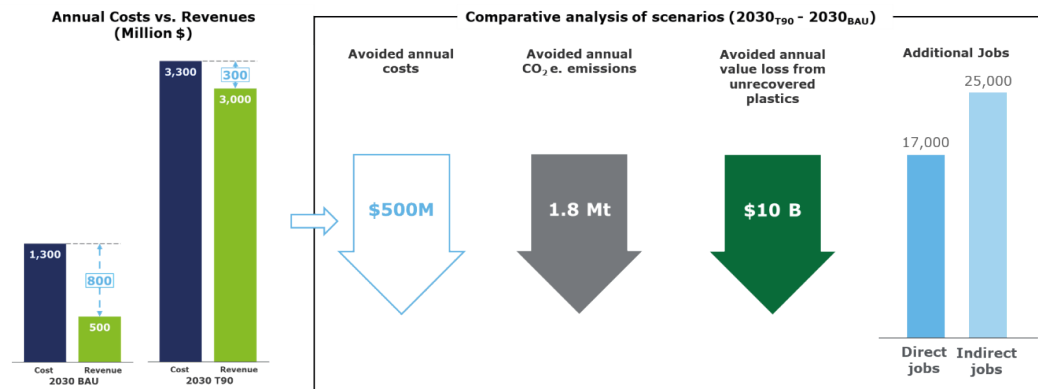 Annual Costs vs. Revenues
(Million $)
3,300
300
3,000
1,300
800
500
Cost Revenue
2030 BAU
Cost Revenue
2030 T90
Comparative analysis of scenarios (2030T90 - 2030BAU)
Avoided annual
costs
$500M
Avoided annual
CO2 e. emissions
1.8 Mt
Avoided annual
value loss from
unrecovered
plastics
$10 B
Additional Jobs
25,000
17,000
Direct
jobs
Indirect
jobs